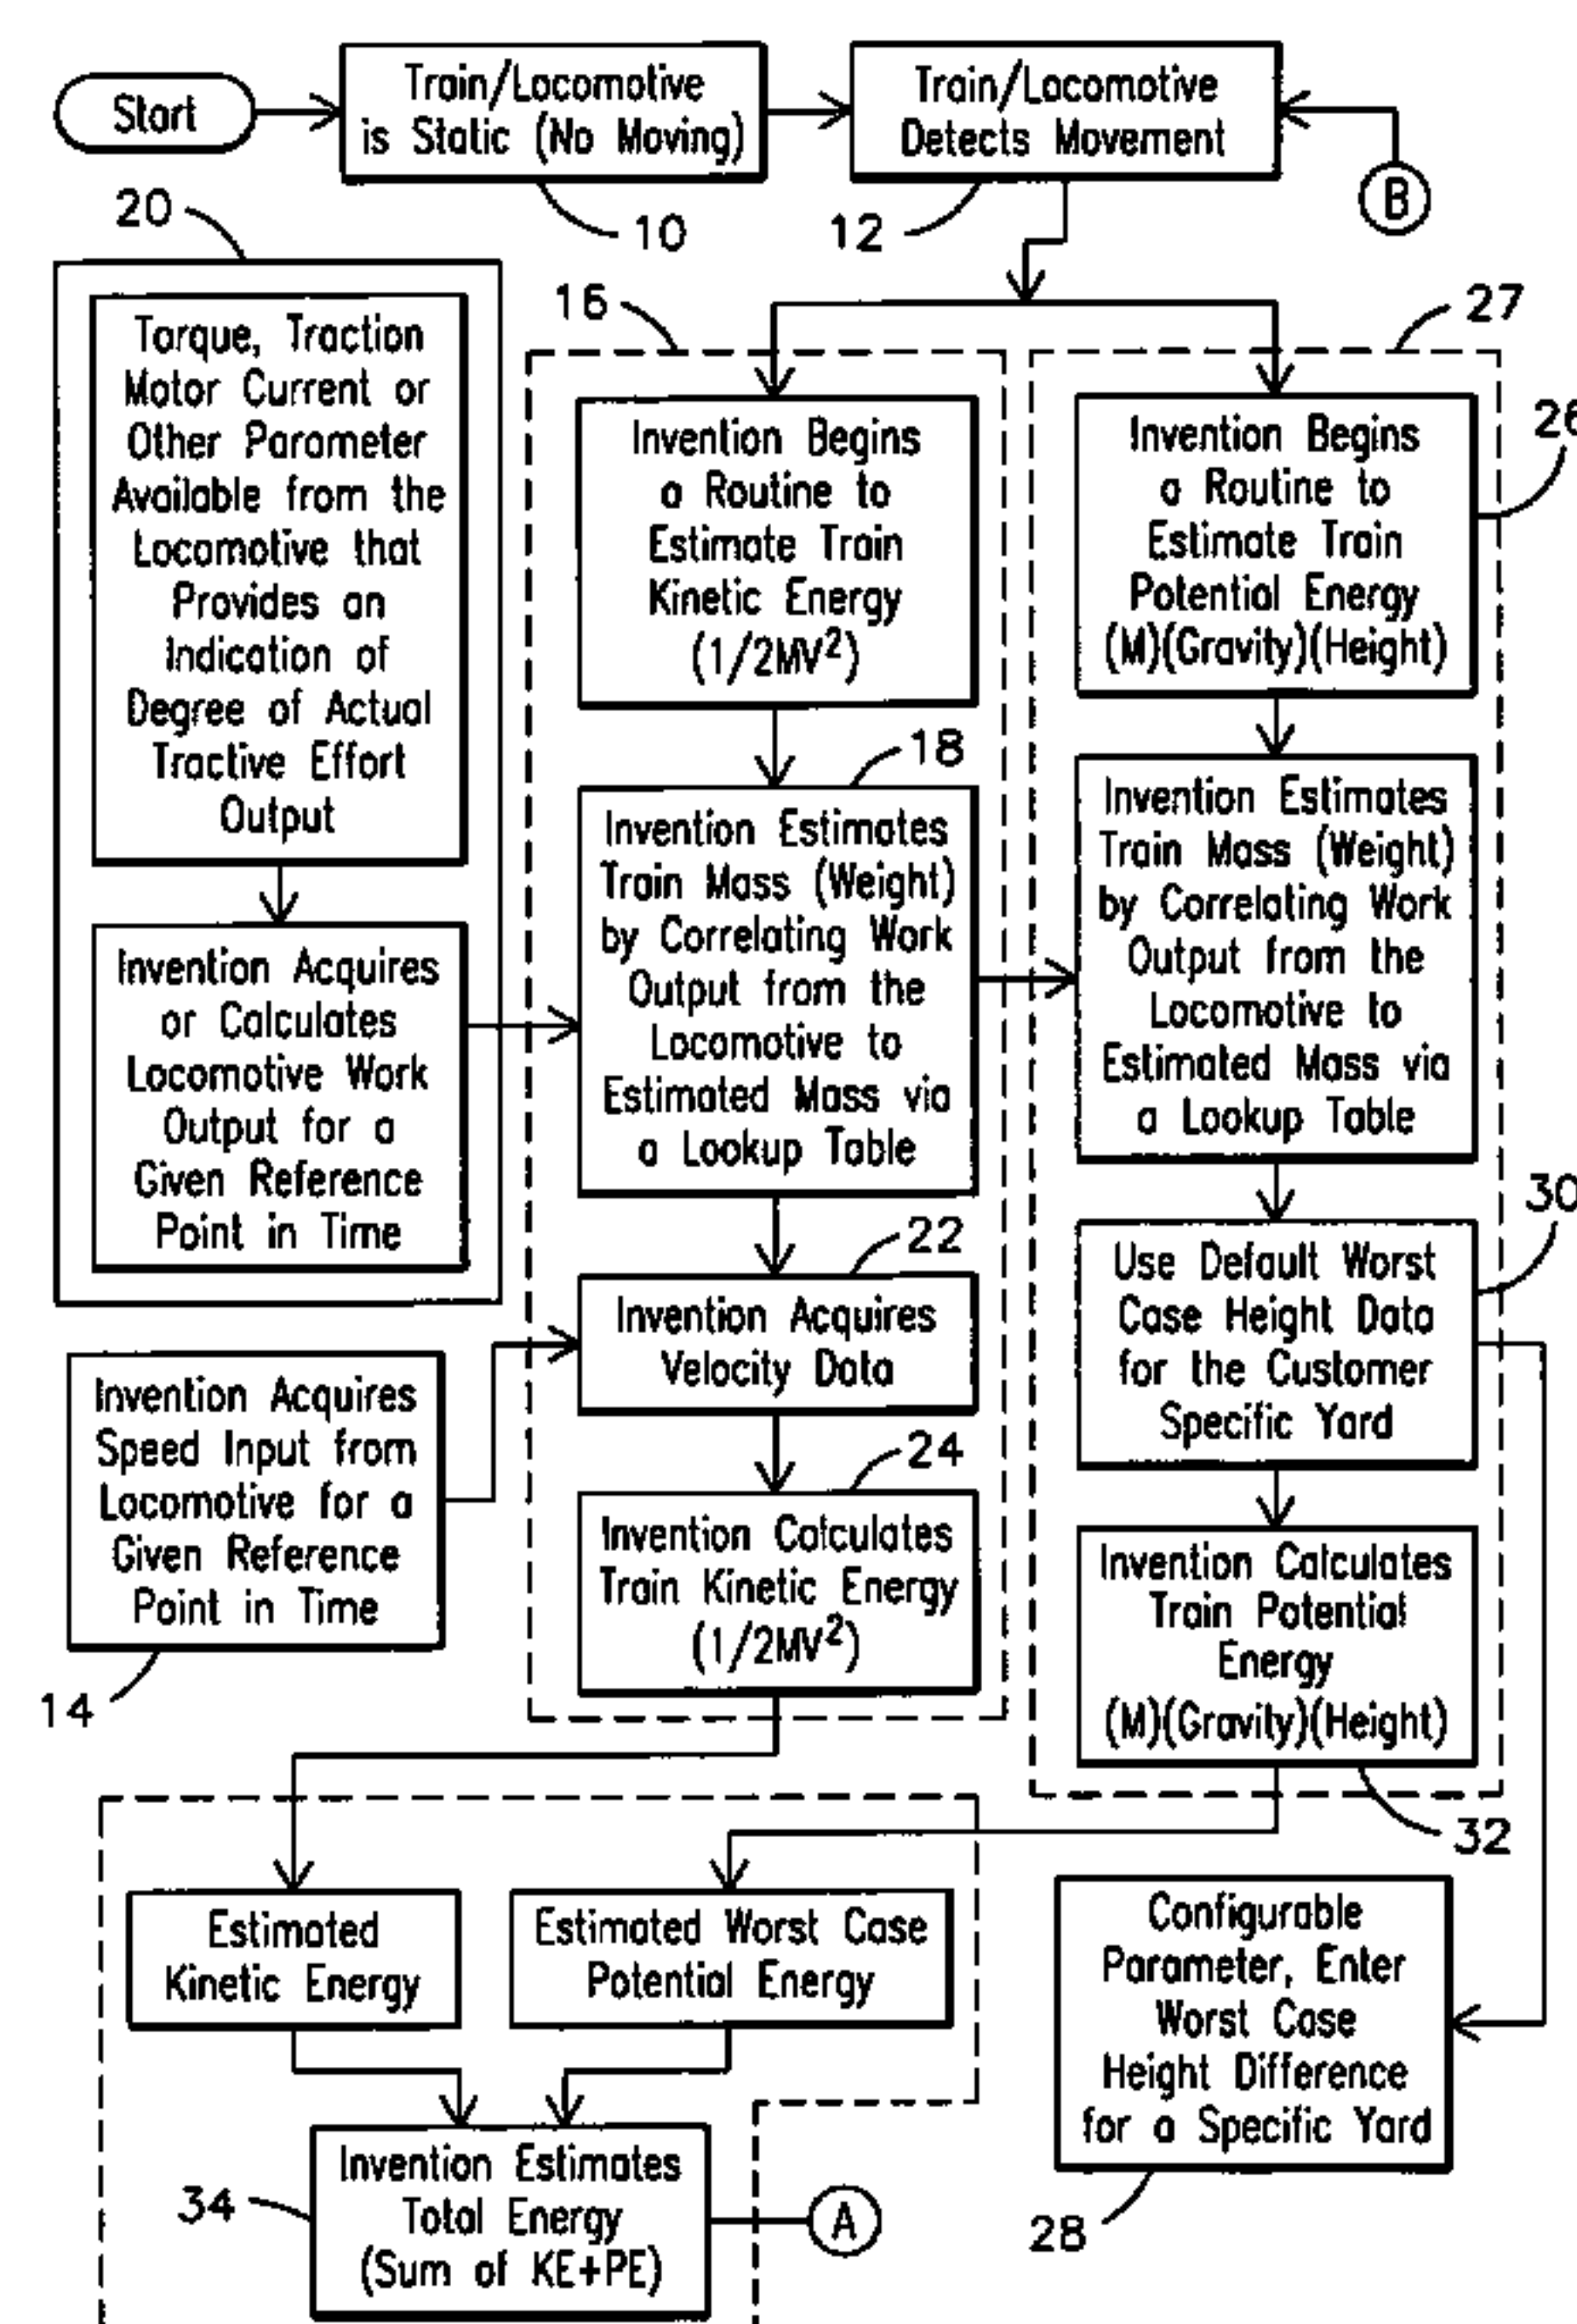 Start
Train/Locomotive
is Static (No Moving)
Train/Locomotive
Detects Movement
B
10
12
20
Torque, Traction
Motor Current or
Other Parameter
Available from the
Locomotive that
Provides an
Indication of
Degree of Actual
Tractive Effort
Output
Invention Acquires
or Calculates
Locomotive Work
Output for a
Given Reference
Point in Time
Invention Acquires
Speed Input from
Locomotive for a
Given Reference
Point in Time
14
16
Invention Begins
a Routine to
Estimate Train
Kinetic Energy
(1/2MV²)
18
Invention Estimates
Train Mass (Weight)
by Correlating Work
Output from the
Locomotive to
Estimated Mass via
a Lookup Table
22
Invention Acquires
Velocity Data
24
Invention Calculates
Train Kinetic Energy
(1/2MV²)
27
26
Invention Begins
a Routine to
Estimate Train
Potential Energy
(M)(Gravity)(Height)
Invention Estimates
Train Mass (Weight)
by Correlating Work
Output from the
Locomotive to
Estimated Mass via
a Lookup Table
30
Use Default Worst
Case Height Data
for the Customer
Specific Yard
Invention Calculates
Train Potential
Energy
(M)(Gravity)(Height)
32
Estimated
Kinetic Energy
Estimated Worst Case
Potential Energy
Configurable
Parameter, Enter
Worst Case
Height Difference
for a Specific Yard
28
34
Invention Estimates
Total Energy
(Sum of KE+PE)
A